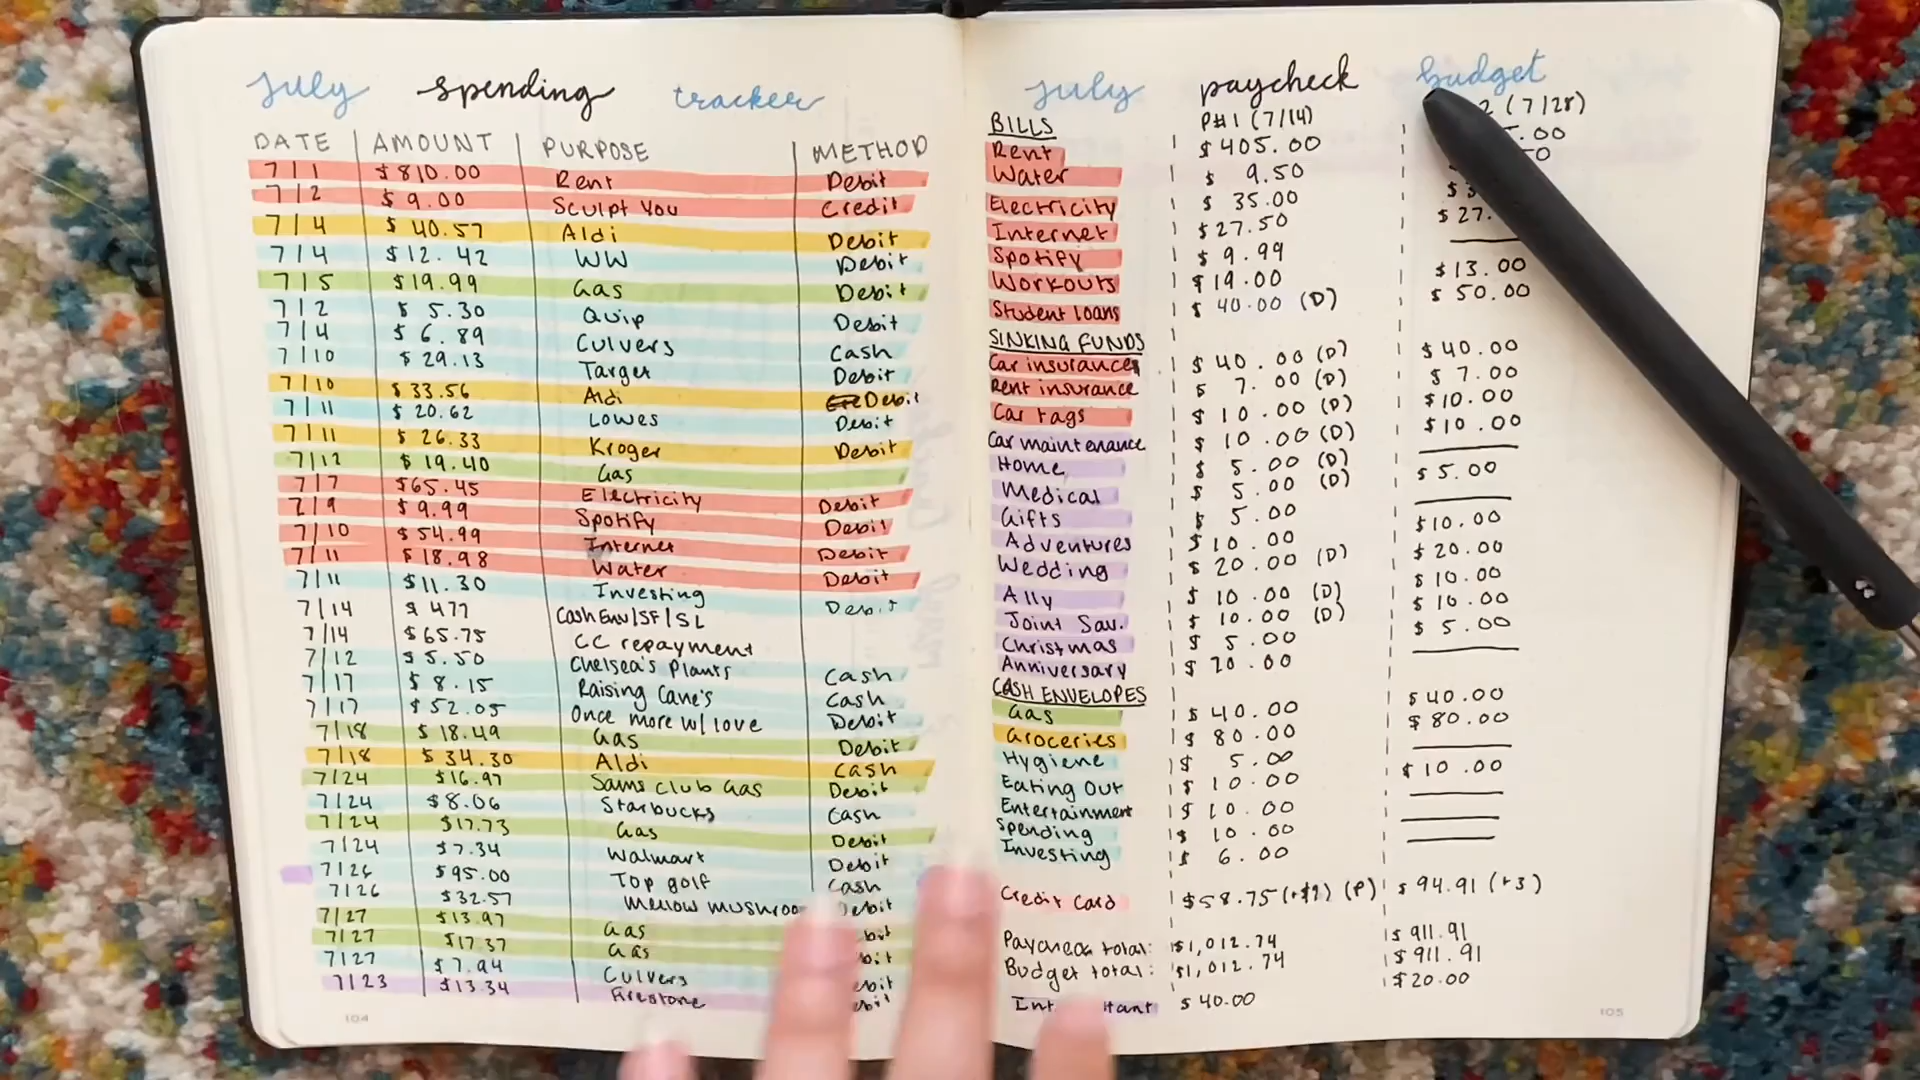 july spending tracker
DATE | AMOUNT | PURPOSE | METHOD
7/1 $810.00 Rent Debit
7/2 $9.00 Sculpt You Credit
7/4 $40.57 Aldi Debit
7/4 $12.42 WW Debit
7/5 $19.99 Gas Debit
7/2 $5.30 Quip Debit
7/4 $6.89 Culvers Cash
7/10 $29.13 Target Debit
7/10 $33.56 Aldi Debit
7/11 $20.62 Lowes Debit
7/11 $26.33 Kroger Debit
7/12 $19.40 Gas
7/7 $65.45 Electricity Debit
7/9 $9.99 Spotify Debit
7/10 $54.99 Internet Debit
7/11 $18.98 Water Debit
7/11 $11.30 Investing Debit
7/14 $477 Cash Env/SF/SL
7/14 $65.75 CC repayment
7/12 $5.50 Chelsea's Plants Cash
7/17 $8.15 Raising Cane's Cash
7/17 $52.05 Once more w/ love Debit
7/18 $18.49 Gas Debit
7/18 $34.30 Aldi Cash
7/24 $16.97 Sams Club Gas Debit
7/24 $8.06 Starbucks Cash
7/24 $17.73 Gas Debit
7/24 $7.34 Walmart Debit
7/26 $95.00 Top golf Cash
7/26 $32.57 Mellow Mushroo Debit
7/27 $13.97 Gas
7/27 $17.37 Gas
7/27 $7.94 Culvers
7/23 $13.34 Firestone
104
july paycheck budget
BILLS P#1 (7/14) 2 (7/28)
Rent $405.00
Water $9.50
Electricity $35.00
Internet $27.50 $27.
Spotify $9.99
Workouts $19.00 $13.00
Student loans $40.00 (D) $50.00
SINKING FUNDS
Car insurance $40.00 (D) $40.00
Rent insurance $7.00 (D) $7.00
Car tags $10.00 (D) $10.00
Car maintenance $10.00 (D) $10.00
Home $5.00 (D)
Medical $5.00 (D) $5.00
Gifts $5.00
Adventures $10.00 $10.00
Wedding $20.00 (D) $20.00
Ally $10.00 (D) $10.00
Joint Sav. $10.00 (D) $10.00
Christmas $5.00 $5.00
Anniversary $20.00
CASH ENVELOPES
Gas $40.00 $40.00
Groceries $80.00 $80.00
Hygiene $5.00
Eating Out $10.00 $10.00
Entertainment $10.00
Spending $10.00
Investing $6.00
Credit Card $58.75 (+$7) (P) $94.91 (+3)
Paycheck total: $1,012.74 $911.91
Budget total: $1,012.74 $911.91
$40.00 $20.00
105